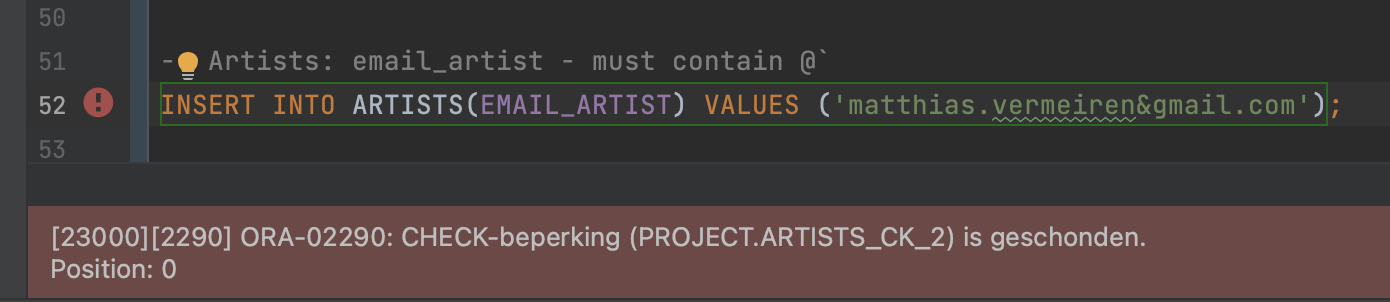 50
51 - Artists: email_artist - must contain @`
52 INSERT INTO ARTISTS(EMAIL_ARTIST) VALUES ('matthias.vermeiren&gmail.com');
53
[23000][2290] ORA-02290: CHECK-beperking (PROJECT.ARTISTS_CK_2) is geschonden.
Position: 0